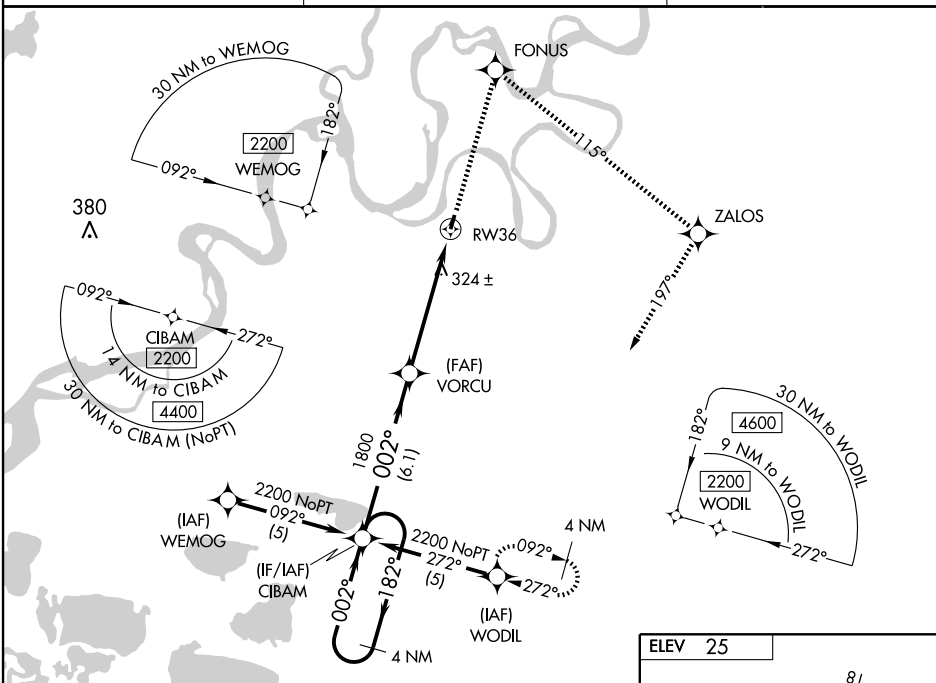 FONUS
30 NM to WEMOG
182°
2200
WEMOG
092°
115°
380
ZALOS
RW36
324 ±
197°
092°
272°
CIBAM
2200
14 NM to CIBAM
4400
30 NM to CIBAM (NoPT)
(FAF)
VORCU
30 NM to WODIL
4600
182°
9 NM to WODIL
2200
WODIL
272°
1800
002°
(6.1)
2200 NoPT
092°
(5)
(IAF)
WEMOG
2200 NoPT
272°
(5)
4 NM
092°
272°
(IF/IAF)
CIBAM
002°
182°
(IAF)
WODIL
4 NM
ELEV 25